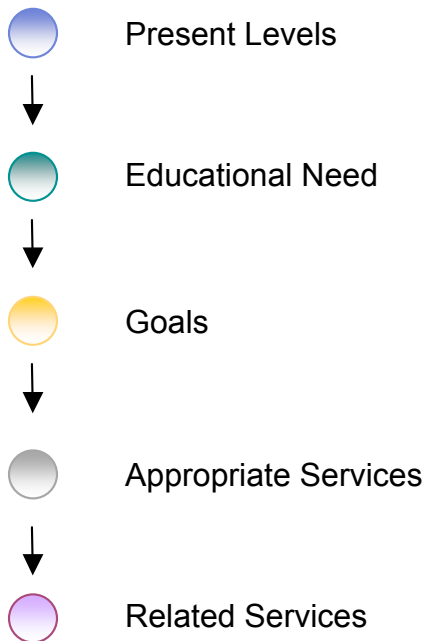 Present Levels
Educational Need
Goals
Appropriate Services
Related Services